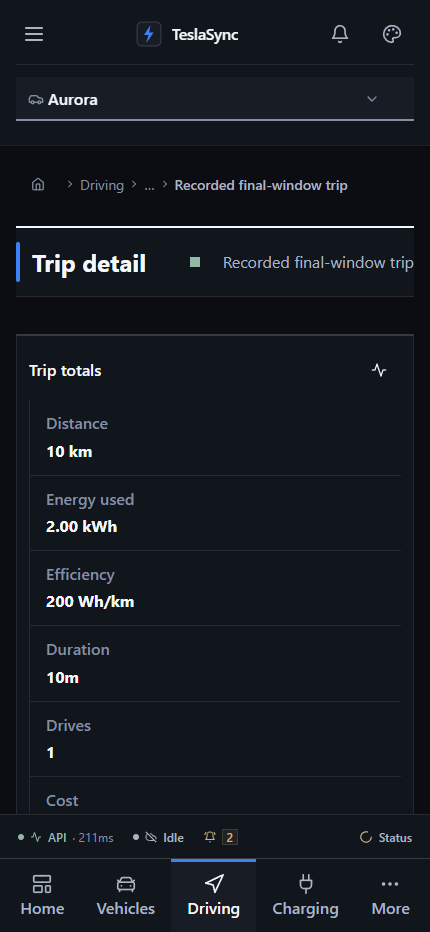 TeslaSync
Aurora
Driving ... Recorded final-window trip
Trip detail Recorded final-window trip
Trip totals
Distance
10 km
Energy used
2.00 kWh
Efficiency
200 Wh/km
Duration
10m
Drives
1
Cost
API · 211ms Idle 2 Status
Home Vehicles Driving Charging More